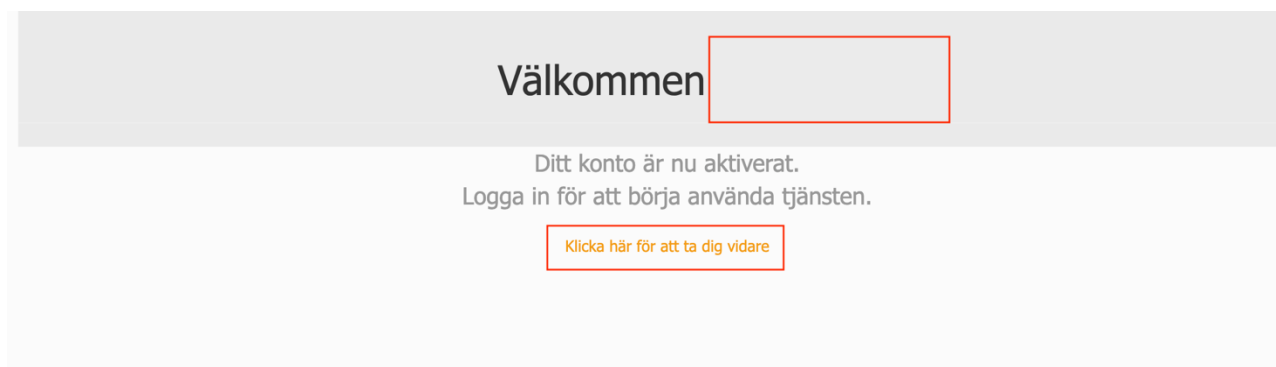 Välkommen
Ditt konto är nu aktiverat.
Logga in för att börja använda tjänsten.
Klicka här för att ta dig vidare